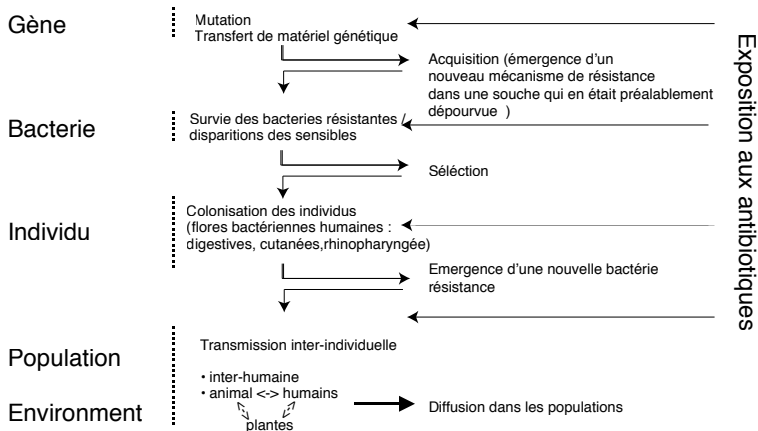 Gène
Mutation
Transfert de matériel génétique
Acquisition (émergence d'un
nouveau mécanisme de résistance
dans une souche qui en était préalablement
dépourvue )
Bacterie
Survie des bacteries résistantes /
disparitions des sensibles
Séléction
Individu
Colonisation des individus
(flores bactériennes humaines :
digestives, cutanées,rhinopharyngée)
Emergence d'une nouvelle bactérie
résistance
Population
Transmission inter-individuelle
• inter-humaine
• animal <-> humains
plantes
Environment
Diffusion dans les populations
Exposition aux antibiotiques